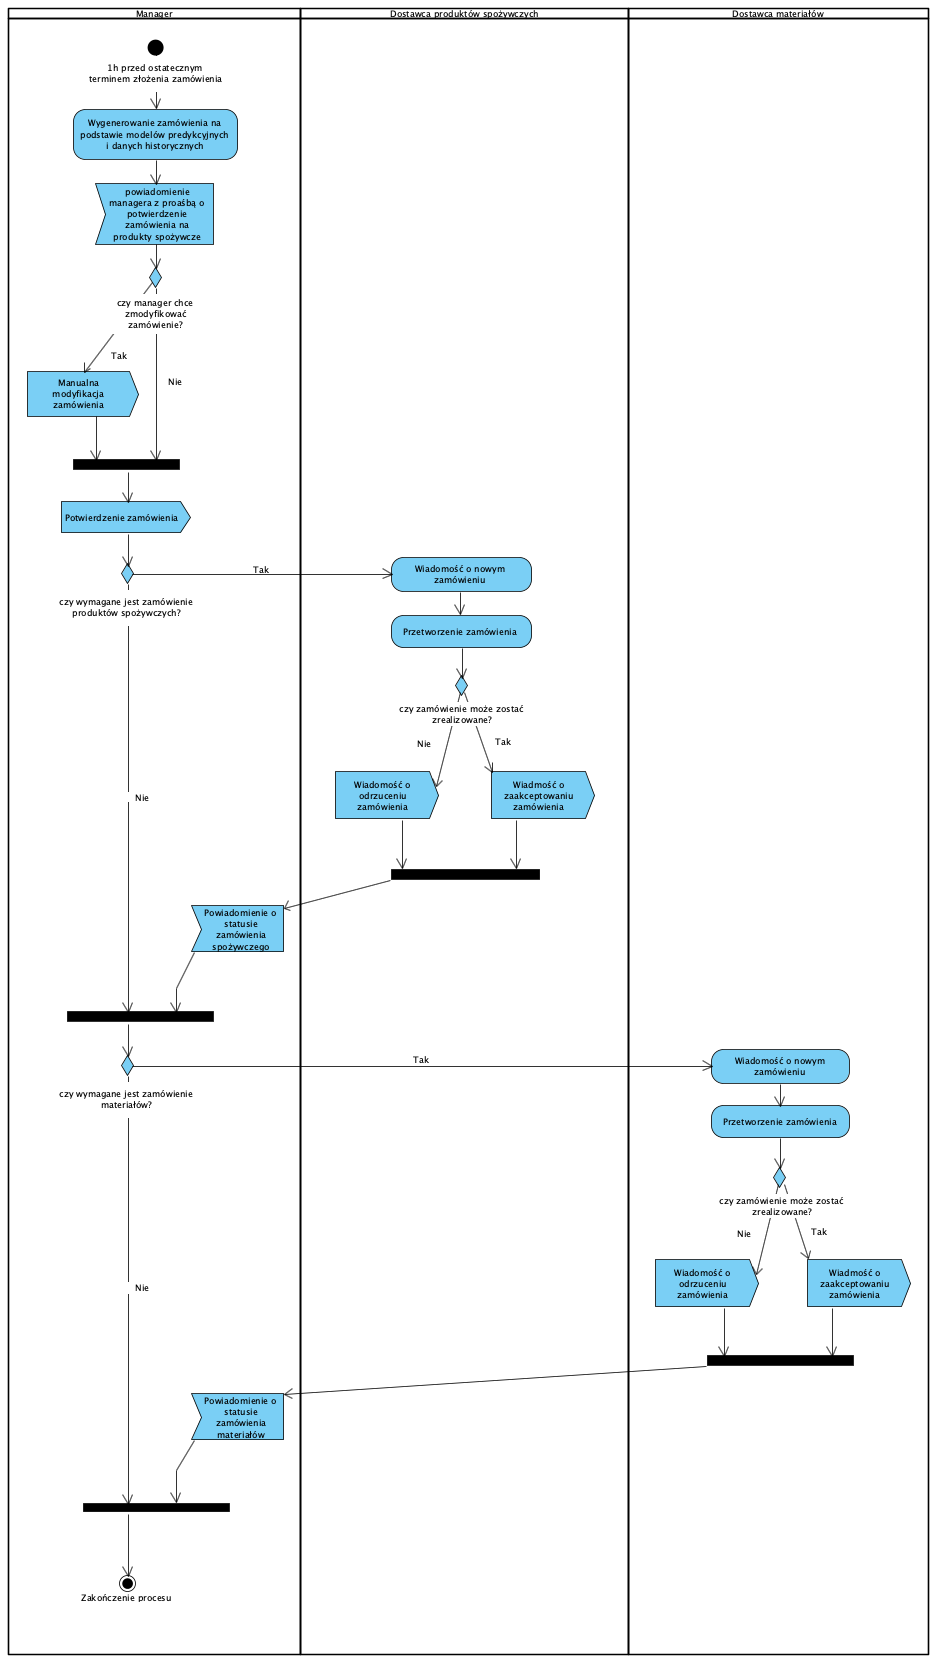 Manager
Dostawca produktów spożywczych
Dostawca materiałów
1h przed ostatecznym
terminem złożenia zamówienia
Wygenerowanie zamówienia na
podstawie modelów predykcyjnych
i danych historycznych
powiadomienie
managera z proaśbą o
potwierdzenie
zamówienia na
produkty spożywcze
czy manager chce
zmodyfikować
zamówienie?
Tak
Nie
Manualna
modyfikacja
zamówienia
Potwierdzenie zamówienia
Tak
czy wymagane jest zamówienie
produktów spożywczych?
Wiadomość o nowym
zamówieniu
Przetworzenie zamówienia
czy zamówienie może zostać
zrealizowane?
Nie
Tak
Wiadomość o
odrzuceniu
zamówienia
Wiadmość o
zaakceptowaniu
zamówienia
Nie
Powiadomienie o
statusie
zamówienia
spożywczego
Tak
czy wymagane jest zamówienie
materiałów?
Wiadomość o nowym
zamówieniu
Przetworzenie zamówienia
czy zamówienie może zostać
zrealizowane?
Nie
Tak
Wiadomość o
odrzuceniu
zamówienia
Wiadmość o
zaakceptowaniu
zamówienia
Nie
Powiadomienie o
statusie
zamówienia
materiałów
Zakończenie procesu